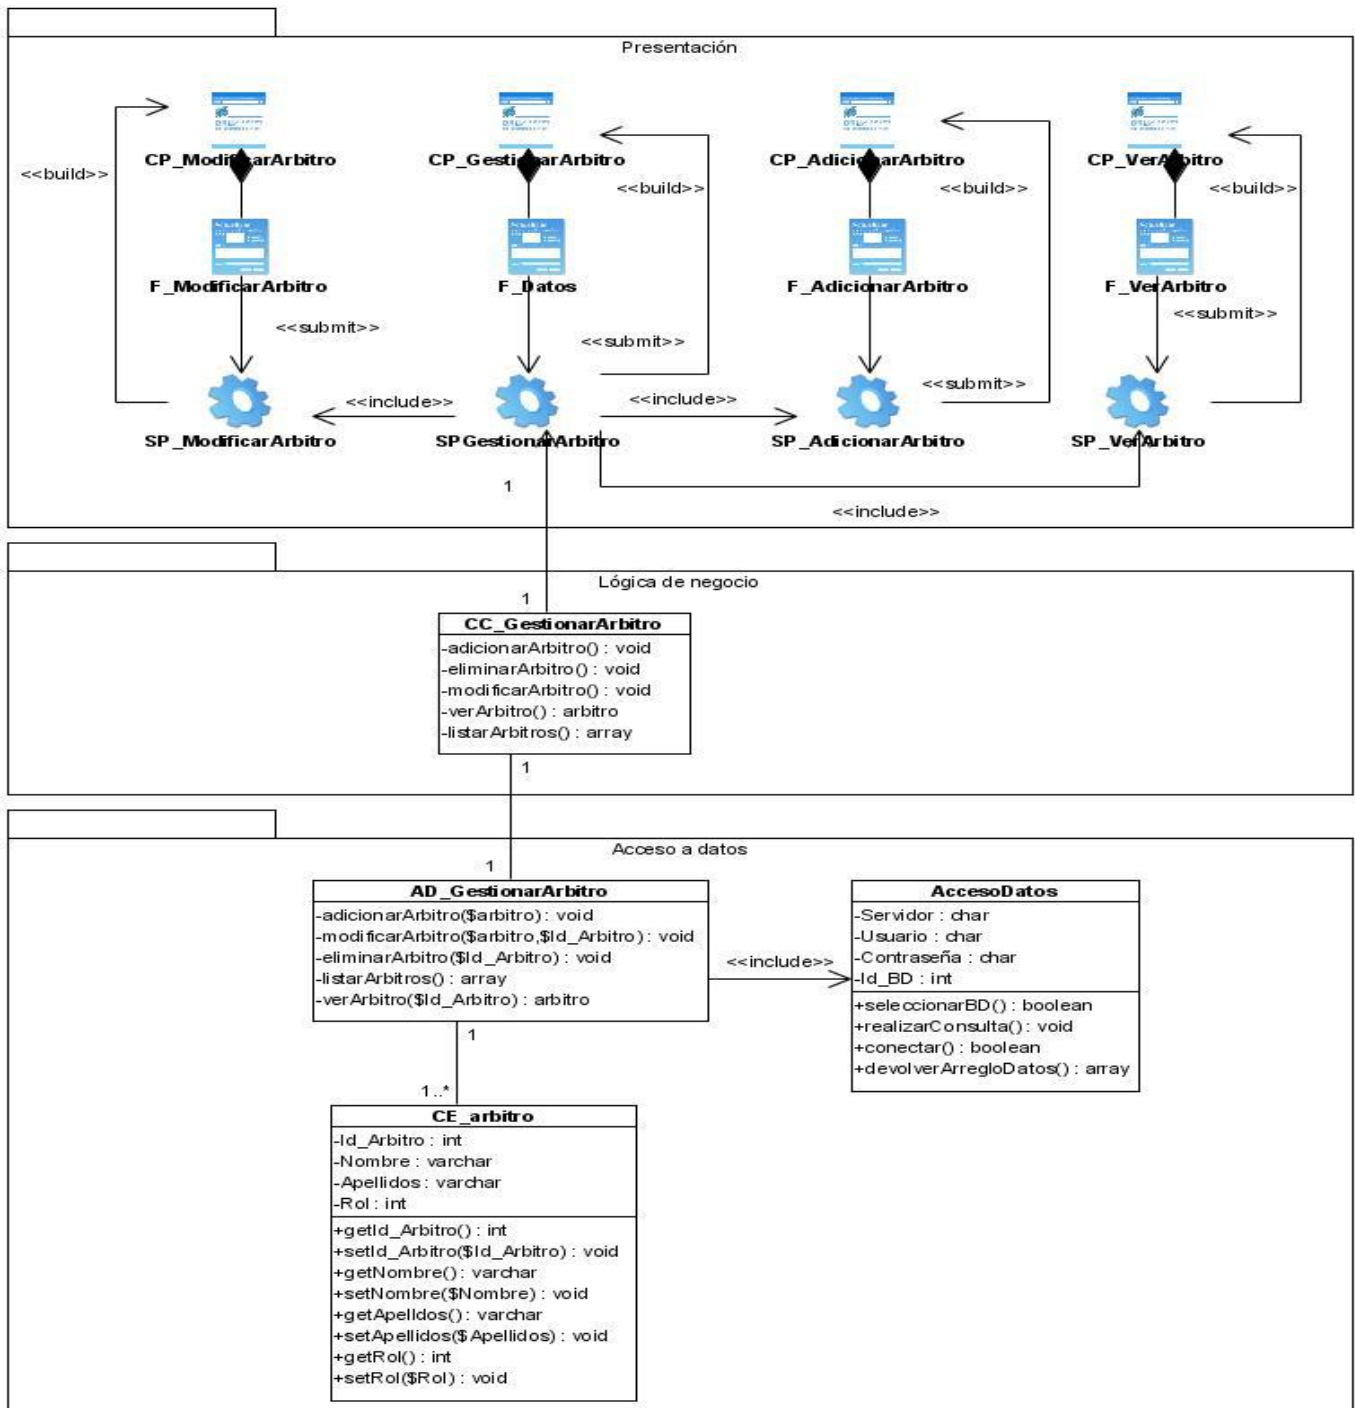 Presentación
CP_ModificarArbitro
CP_GestionarArbitro
CP_AdicionarArbitro
CP_VerArbitro
<<build>>
<<build>>
<<build>>
<<build>>
F_ModificarArbitro
F_Datos
F_AdicionarArbitro
F_VerArbitro
<<submit>>
<<submit>>
<<submit>>
<<submit>>
<<include>>
<<include>>
SP_ModificarArbitro
SPGestionarArbitro
SP_AdicionarArbitro
SP_VerArbitro
1
<<include>>
Lógica de negocio
1
CC_GestionarArbitro
-adicionarArbitro() : void
-eliminarArbitro() : void
-modificarArbitro() : void
-verArbitro() : arbitro
-listarArbitros() : array
1
Acceso a datos
1
AD_GestionarArbitro
-adicionarArbitro($arbitro) : void
-modificarArbitro($arbitro,$Id_Arbitro) : void
-eliminarArbitro($Id_Arbitro) : void
-listarArbitros() : array
-verArbitro($Id_Arbitro) : arbitro
<<include>>
AccesoDatos
-Servidor : char
-Usuario : char
-Contraseña : char
-Id_BD : int
+seleccionarBD() : boolean
+realizarConsulta() : void
+conectar() : boolean
+devolverArregloDatos() : array
1
1..*
CE_arbitro
-Id_Arbitro : int
-Nombre : varchar
-Apellidos : varchar
-Rol : int
+getId_Arbitro() : int
+setId_Arbitro($Id_Arbitro) : void
+getNombre() : varchar
+setNombre($Nombre) : void
+getApelldos() : varchar
+setApellidos($Apellidos) : void
+getRol() : int
+setRol($Rol) : void